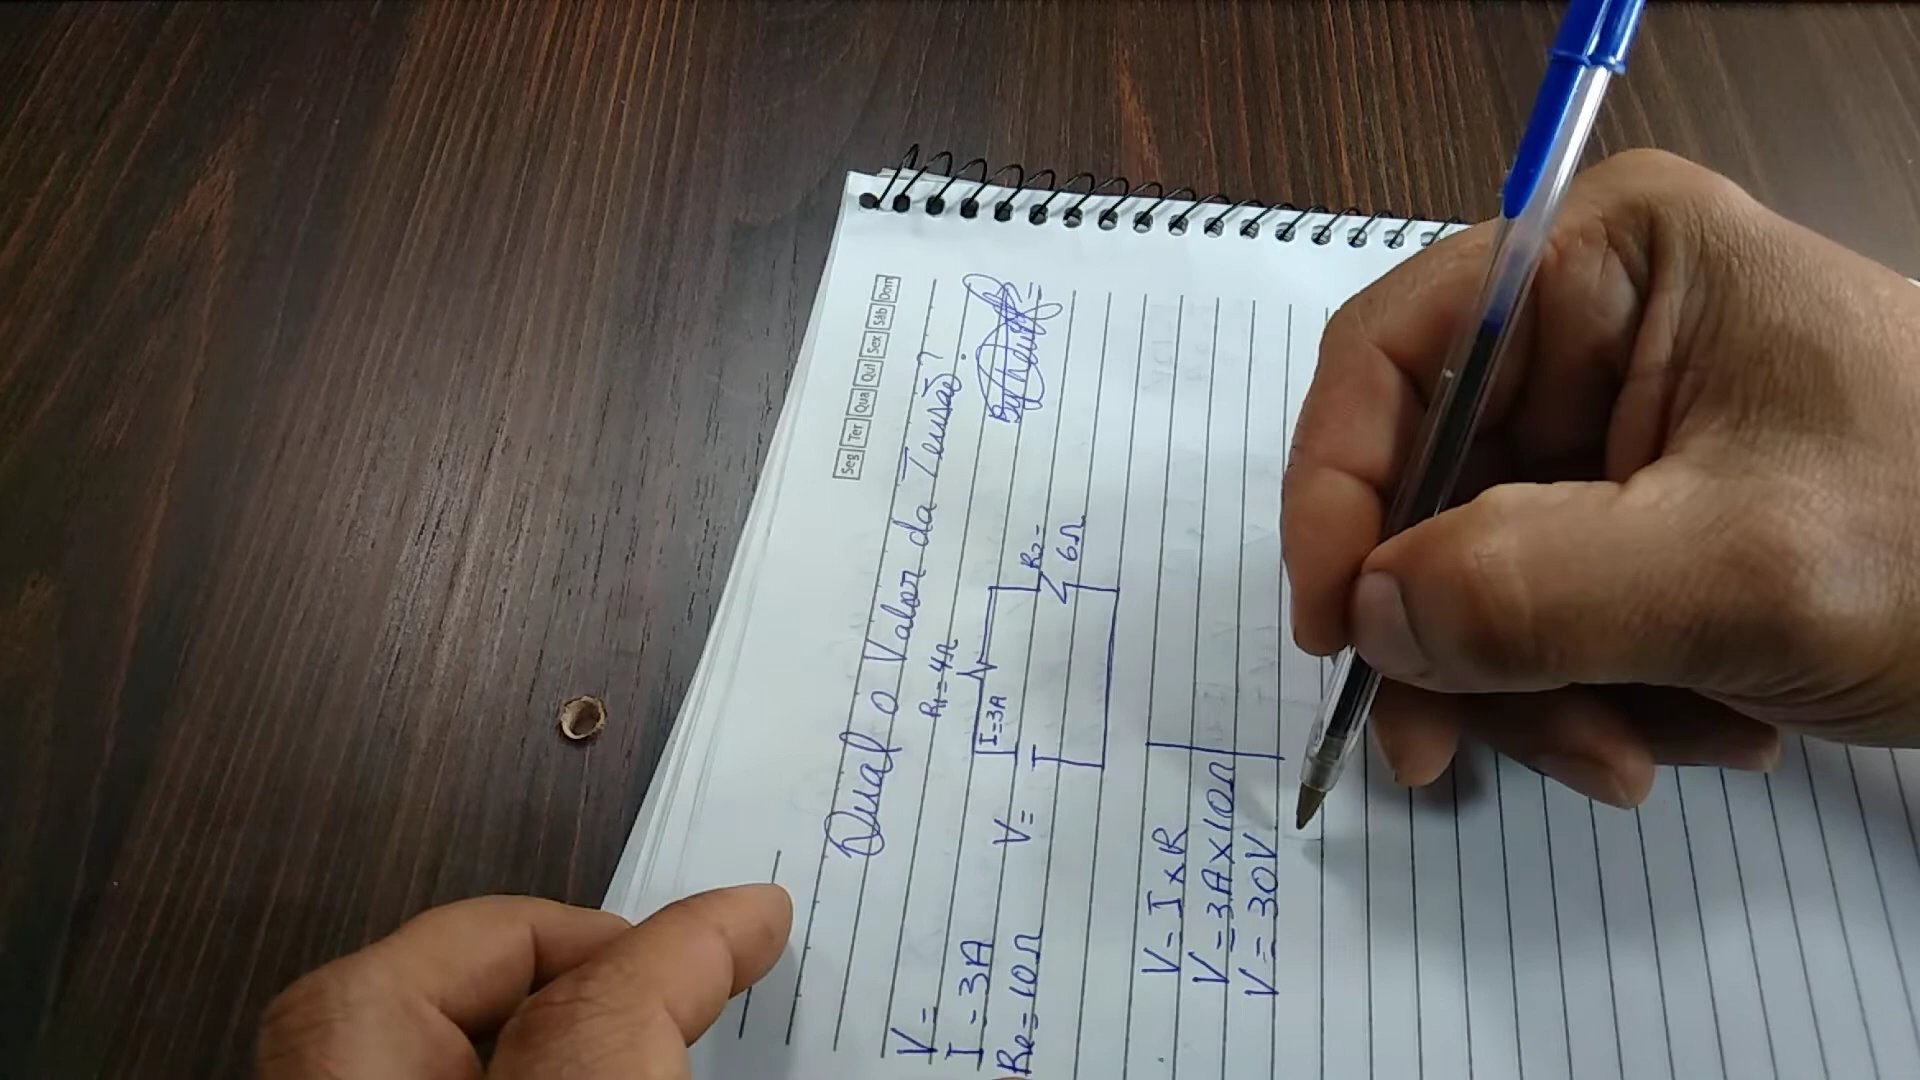 Seg Ter Qua Qui Sex Sáb Dom
Qual o Valor da Tensão?
R1=4Ω
V=
I=3A
I=3A
Re=10Ω
V=
R2=
6Ω
V=I×R
V=3A×10Ω
V=30V